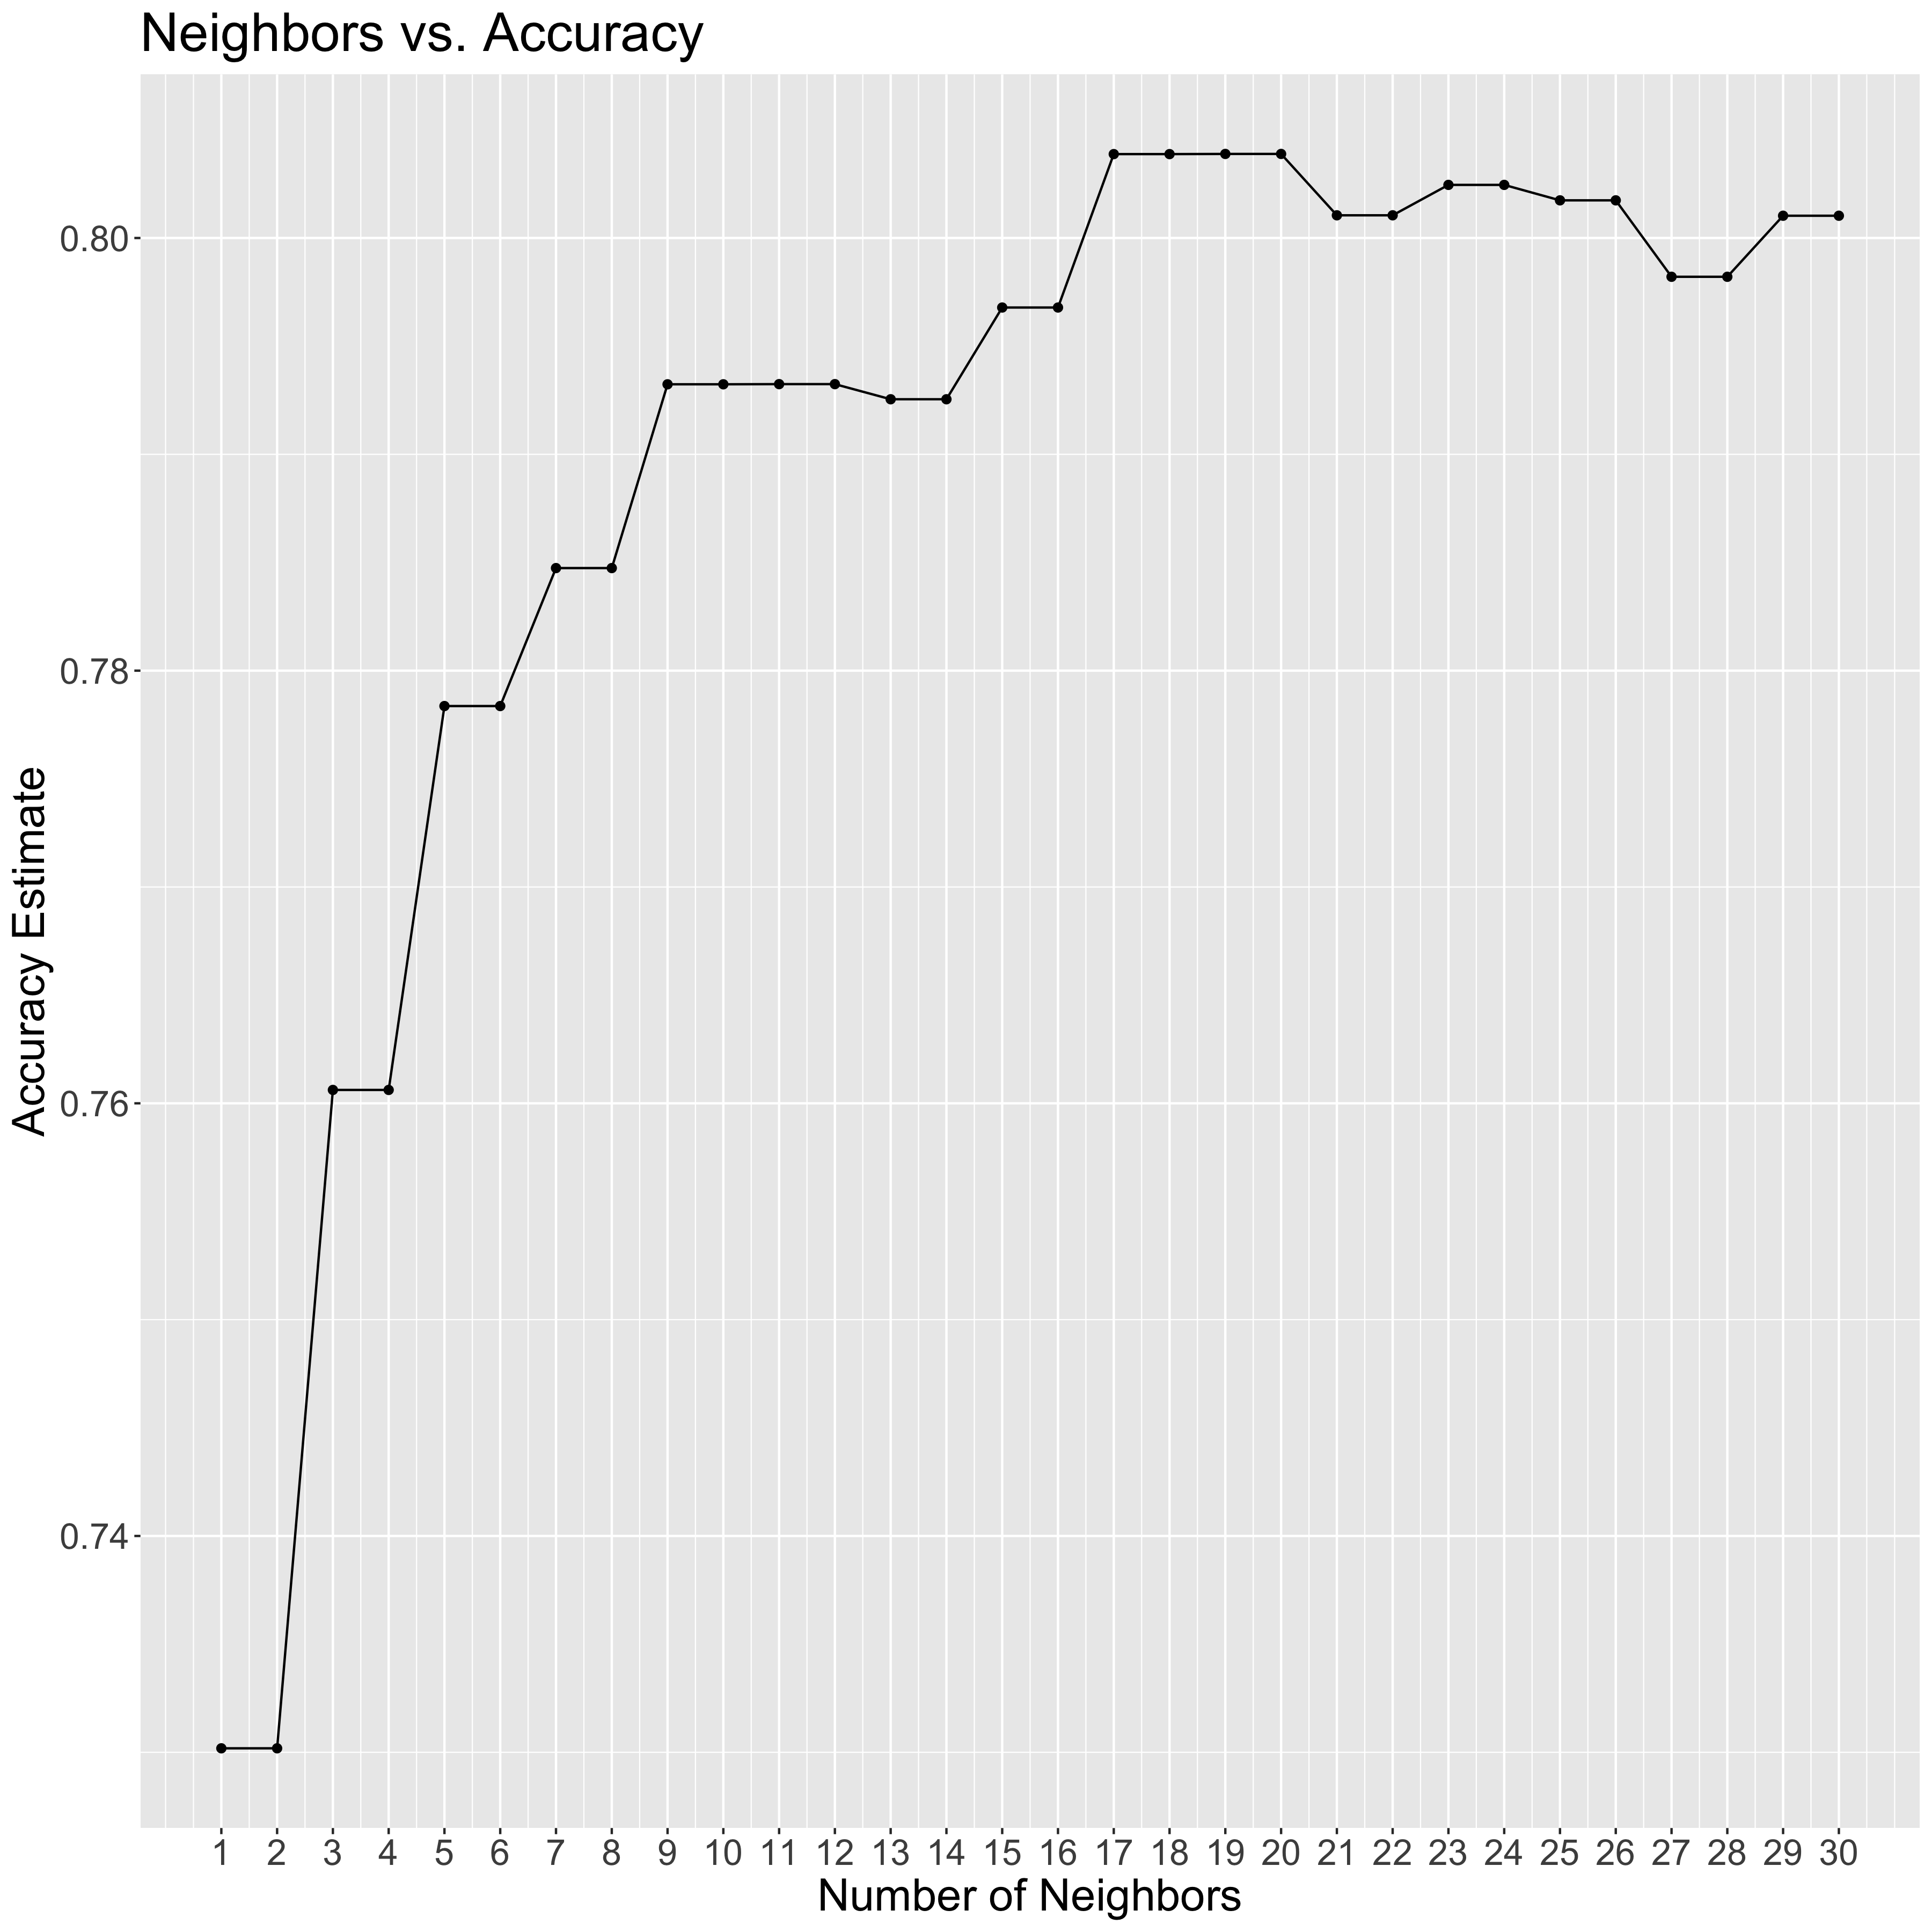 Neighbors vs. Accuracy
Accuracy Estimate
0.80
0.78
0.76
0.74
1 2 3 4 5 6 7 8 9 10 11 12 13 14 15 16 17 18 19 20 21 22 23 24 25 26 27 28 29 30
Number of Neighbors